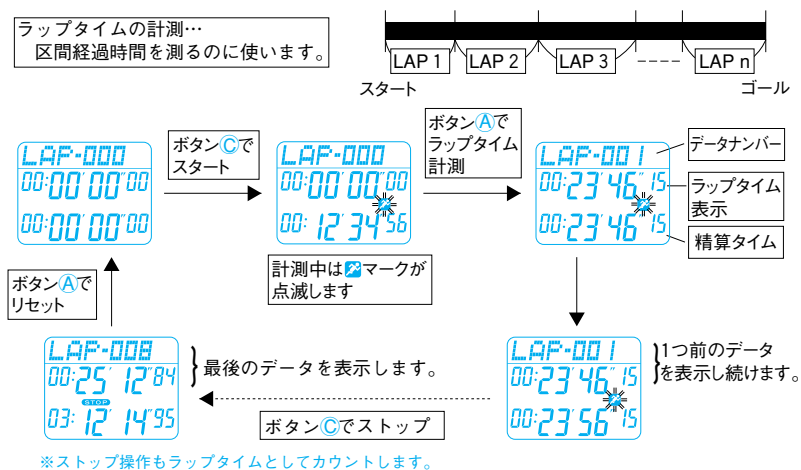 ラップタイムの計測…
区間経過時間を測るのに使います。
LAP 1
LAP 2
LAP 3
LAP n
スタート
ゴール
LAP-000
00:00'00"00
00:00'00"00
ボタンⒸで
スタート
LAP-000
00:00'00"00
00:12'34"56
計測中はマークが
点滅します
ボタンⒶで
ラップタイム
計測
LAP-001
00:23'46"15
00:23'46"15
データナンバー
ラップタイム
表示
精算タイム
LAP-001
00:23'46"15
00:23'56"15
1つ前のデータ
を表示し続けます。
ボタンⒸでストップ
LAP-008
00:25'12"84
STOP
03:12'14"95
最後のデータを表示します。
ボタンⒶで
リセット
※ストップ操作もラップタイムとしてカウントします。